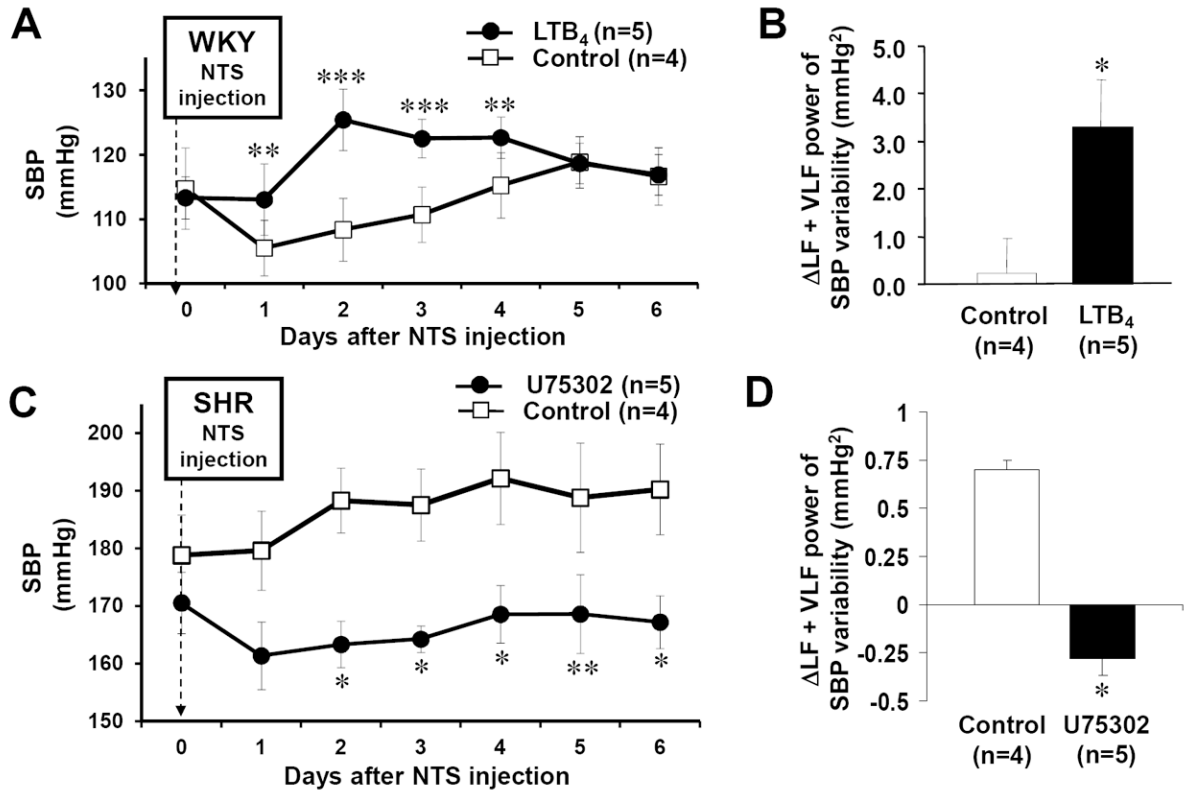 A
WKY
NTS
injection
LTB₄ (n=5)
Control (n=4)
SBP
(mmHg)
130
120
110
100
**
***
***
**
0 1 2 3 4 5 6
Days after NTS injection
B
ΔLF + VLF power of
SBP variability (mmHg²)
5.0
4.0
3.0
2.0
1.0
0.0
*
Control
(n=4)
LTB₄
(n=5)
C
SHR
NTS
injection
U75302 (n=5)
Control (n=4)
SBP
(mmHg)
200
190
180
170
160
150
*
*
*
**
*
0 1 2 3 4 5 6
Days after NTS injection
D
ΔLF + VLF power of
SBP variability (mmHg²)
1
0.75
0.5
0.25
0
-0.25
-0.5
*
Control
(n=4)
U75302
(n=5)